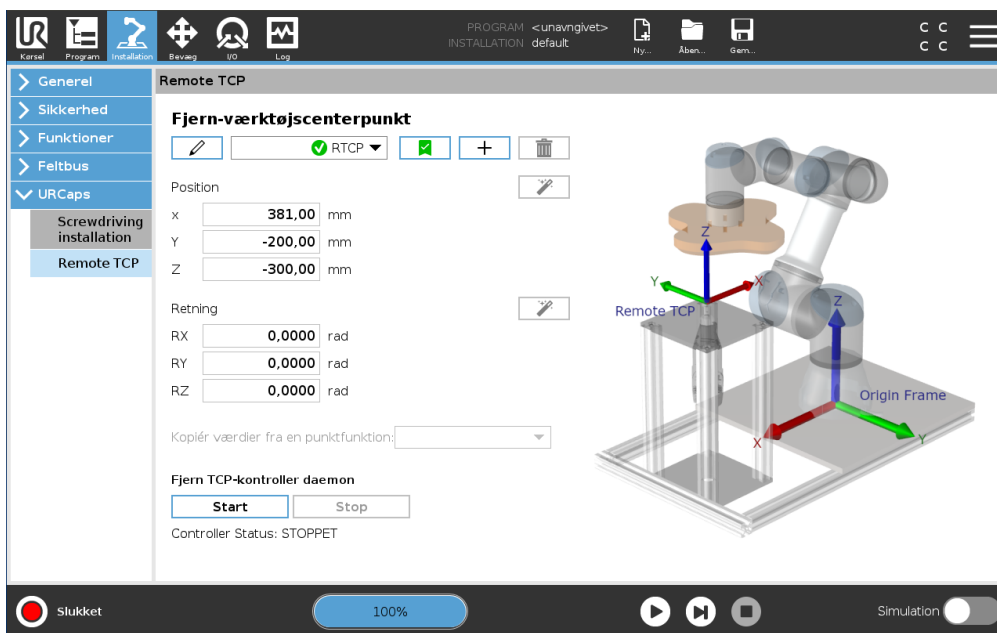 UR
PROGRAM <unavngivet>
INSTALLATION default
C C
C C
Kørsel Program Installation Bevæg I/O Log Ny... Åben... Gem...
Generel
Sikkerhed
Funktioner
Feltbus
URCaps
Screwdriving
installation
Remote TCP
Remote TCP
Fjern-værktøjscenterpunkt
RTCP
Position
x 381,00 mm
Y -200,00 mm
Z -300,00 mm
Retning
RX 0,0000 rad
RY 0,0000 rad
RZ 0,0000 rad
Kopiér værdier fra en punktfunktion:
Fjern TCP-kontroller daemon
Start Stop
Controller Status: STOPPET
Z
Y X
Remote TCP
Z
Origin Frame
X Y
Slukket 100% Simulation